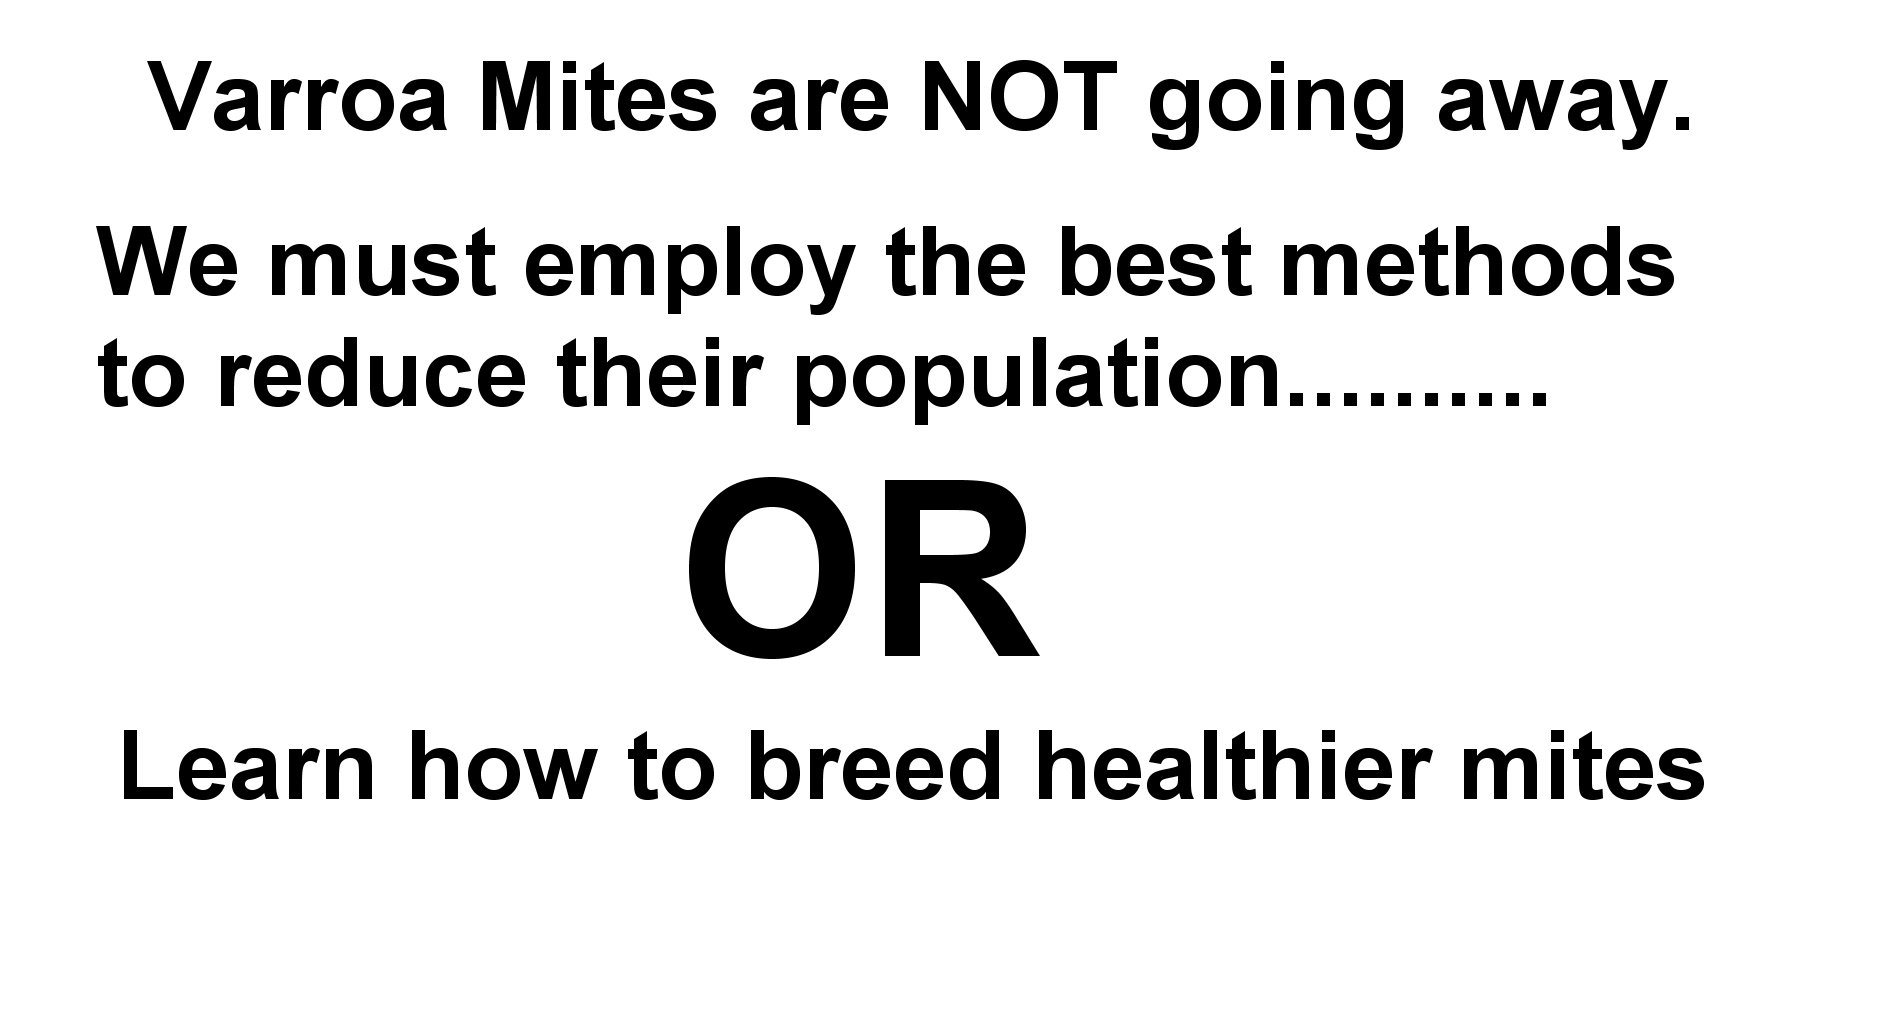 Varroa Mites are NOT going away.
We must employ the best methods
to reduce their population..........
OR
Learn how to breed healthier mites